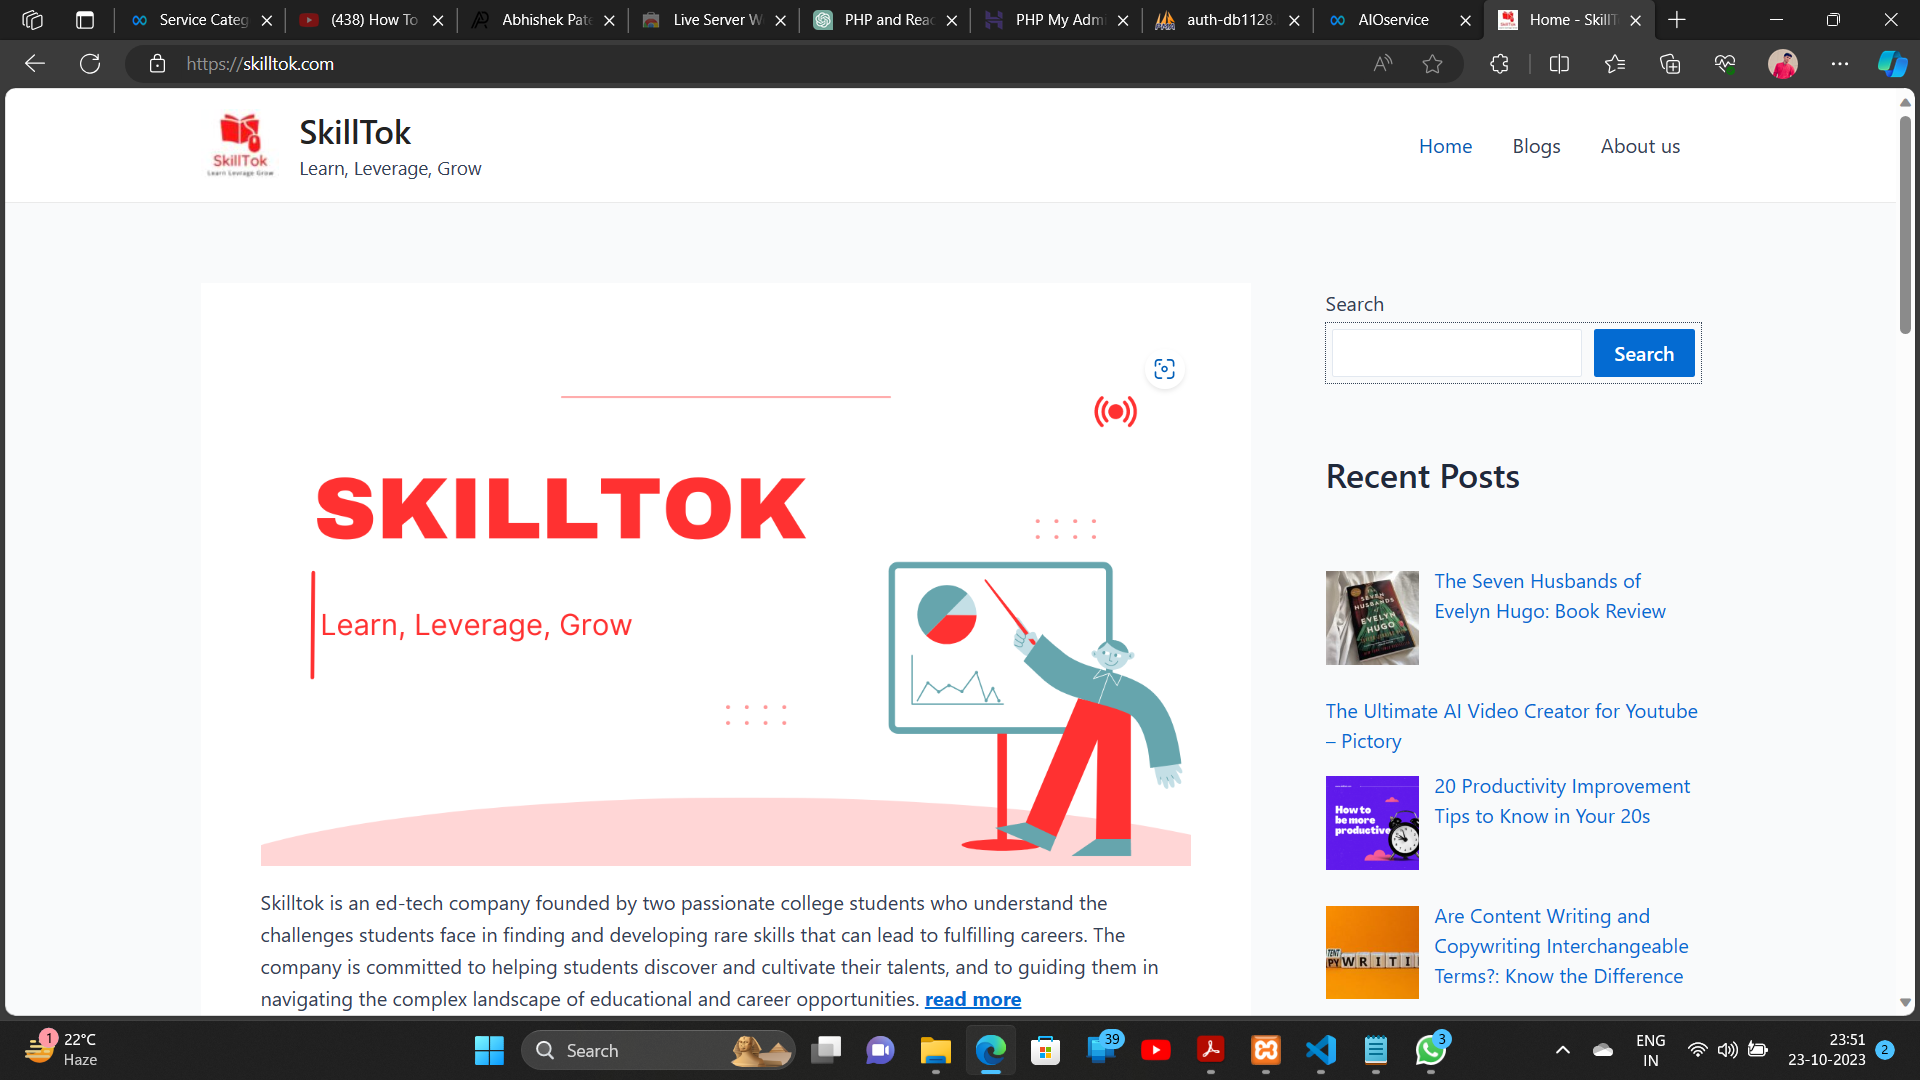 Service Categ
(438) How To
Abhishek Pate
Live Server W
PHP and Reac
PHP My Admi
auth-db1128.
AIOservice
Home - SkillT
https://skilltok.com
SkillTok
Learn Levrage Grow
SkillTok
Learn, Leverage, Grow
Home
Blogs
About us
SKILLTOK
Learn, Leverage, Grow
Skilltok is an ed-tech company founded by two passionate college students who understand the
challenges students face in finding and developing rare skills that can lead to fulfilling careers. The
company is committed to helping students discover and cultivate their talents, and to guiding them in
navigating the complex landscape of educational and career opportunities. read more
Search
Search
Recent Posts
THE
SEVEN
HUSBANDS
OF
EVELYN
HUGO
The Seven Husbands of
Evelyn Hugo: Book Review
The Ultimate AI Video Creator for Youtube
– Pictory
How to
be more
productive
20 Productivity Improvement
Tips to Know in Your 20s
TENT
PY WRITI
Are Content Writing and
Copywriting Interchangeable
Terms?: Know the Difference
1
22°C
Haze
Search
39
3
ENG
IN
23:51
23-10-2023
2